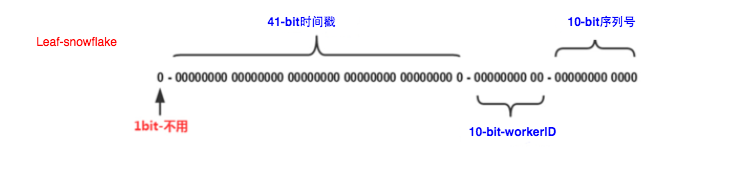 41-bit时间戳
10-bit序列号
Leaf-snowflake
0 - 00000000 00000000 00000000 00000000 00000000 0 - 00000000 00 - 00000000 0000
1bit-不用
10-bit-workerID